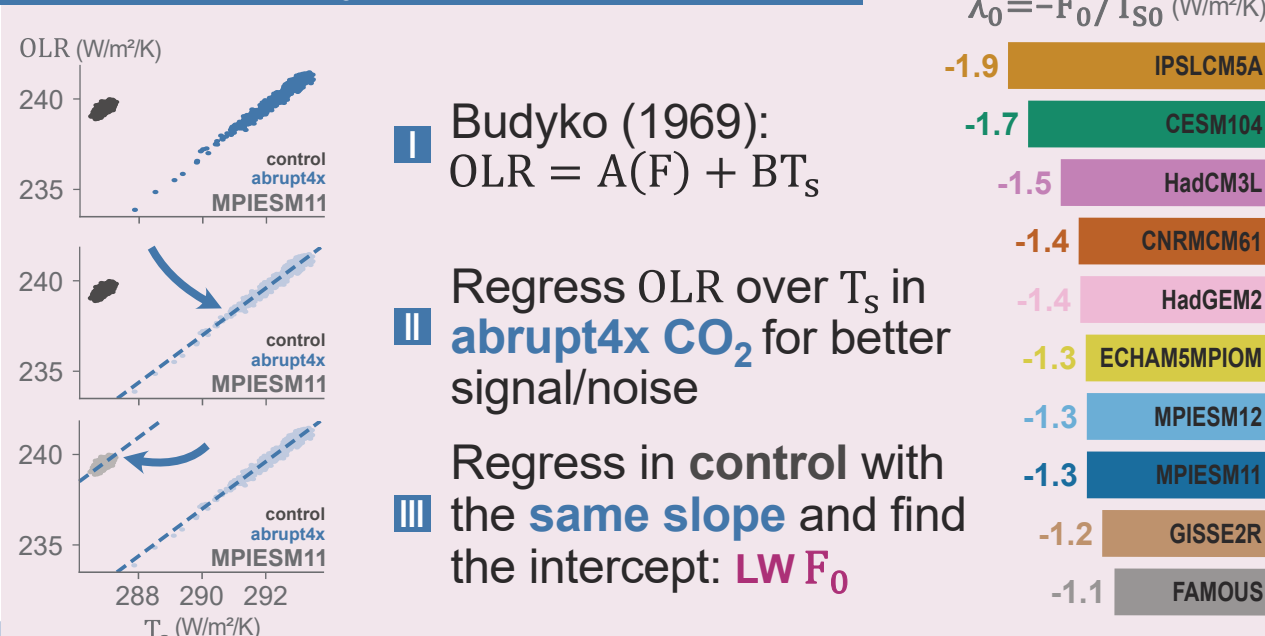 OLR (W/m²/K)
240
235
control
abrupt4x
MPIESM11
240
235
control
abrupt4x
MPIESM11
240
235
control
abrupt4x
MPIESM11
288 290 292
Tₛ (W/m²/K)
I
Budyko (1969):
OLR = A(F) + BTₛ
II
Regress OLR over Tₛ in
abrupt4x CO₂ for better
signal/noise
III
Regress in control with
the same slope and find
the intercept: LW F₀
λ₀=−F₀/T_S0 (W/m²/K)
-1.9 IPSLCM5A
-1.7 CESM104
-1.5 HadCM3L
-1.4 CNRMCM61
-1.4 HadGEM2
-1.3 ECHAM5MPIOM
-1.3 MPIESM12
-1.3 MPIESM11
-1.2 GISSE2R
-1.1 FAMOUS